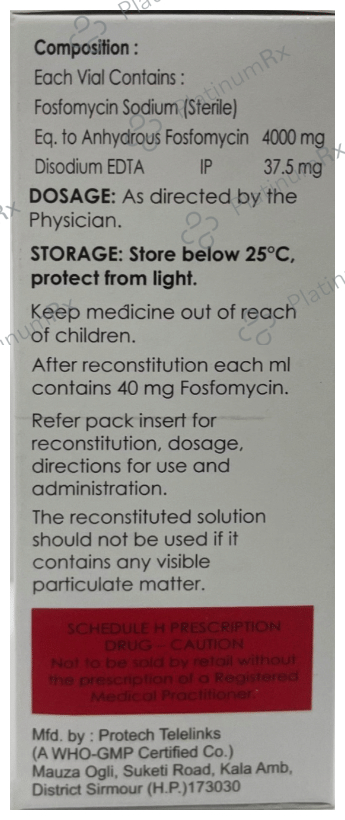 Composition :
Each Vial Contains :
Fosfomycin Sodium (Sterile)
Eq. to Anhydrous Fosfomycin 4000 mg
Disodium EDTA IP 37.5 mg
DOSAGE: As directed by the
Physician.
STORAGE: Store below 25°C,
protect from light.
Keep medicine out of reach
of children.
After reconstitution each ml
contains 40 mg Fosfomycin.
Refer pack insert for
reconstitution, dosage,
directions for use and
administration.
The reconstituted solution
should not be used if it
contains any visible
particulate matter.
SCHEDULE H PRESCRIPTION
DRUG - CAUTION
Not to be sold by retail without
the prescription of a Registered
Medical Practitioner.
Mfd. by : Protech Telelinks
(A WHO-GMP Certified Co.)
Mauza Ogli, Suketi Road, Kala Amb,
District Sirmour (H.P.)173030
PlatinumRx
PlatinumRx